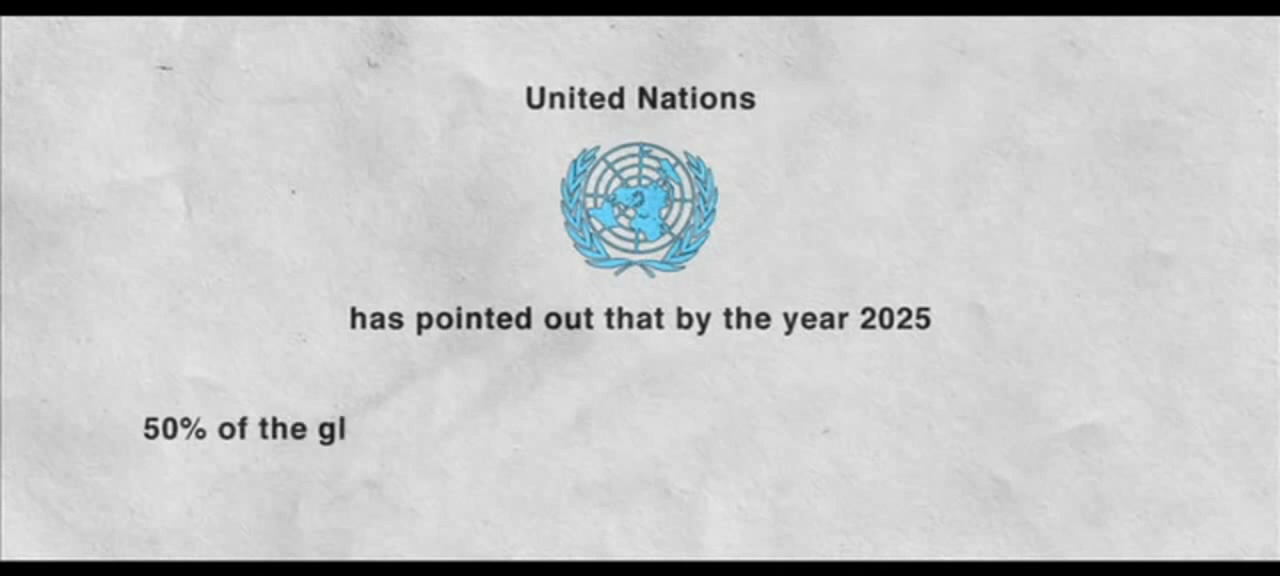 United Nations
has pointed out that by the year 2025
50% of the gl